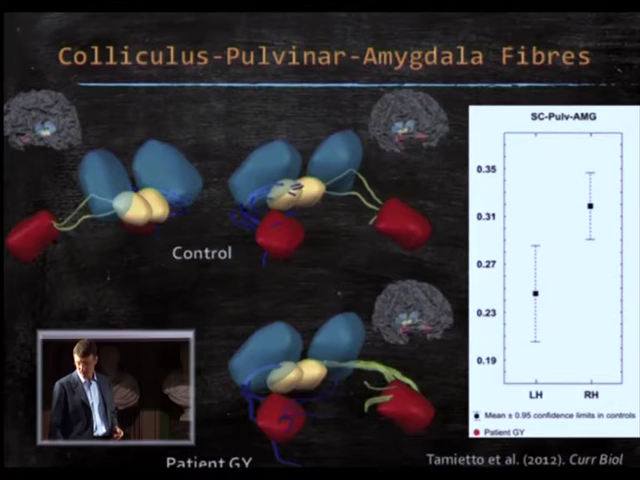 Colliculus-Pulvinar-Amygdala Fibres
SC-Pulv-AMG
0.35
0.31
0.27
0.23
0.19
LH RH
Mean ± 0.95 confidence limits in controls
Patient GY
Control
Patient GY
Tamietto et al. (2012). Curr Biol